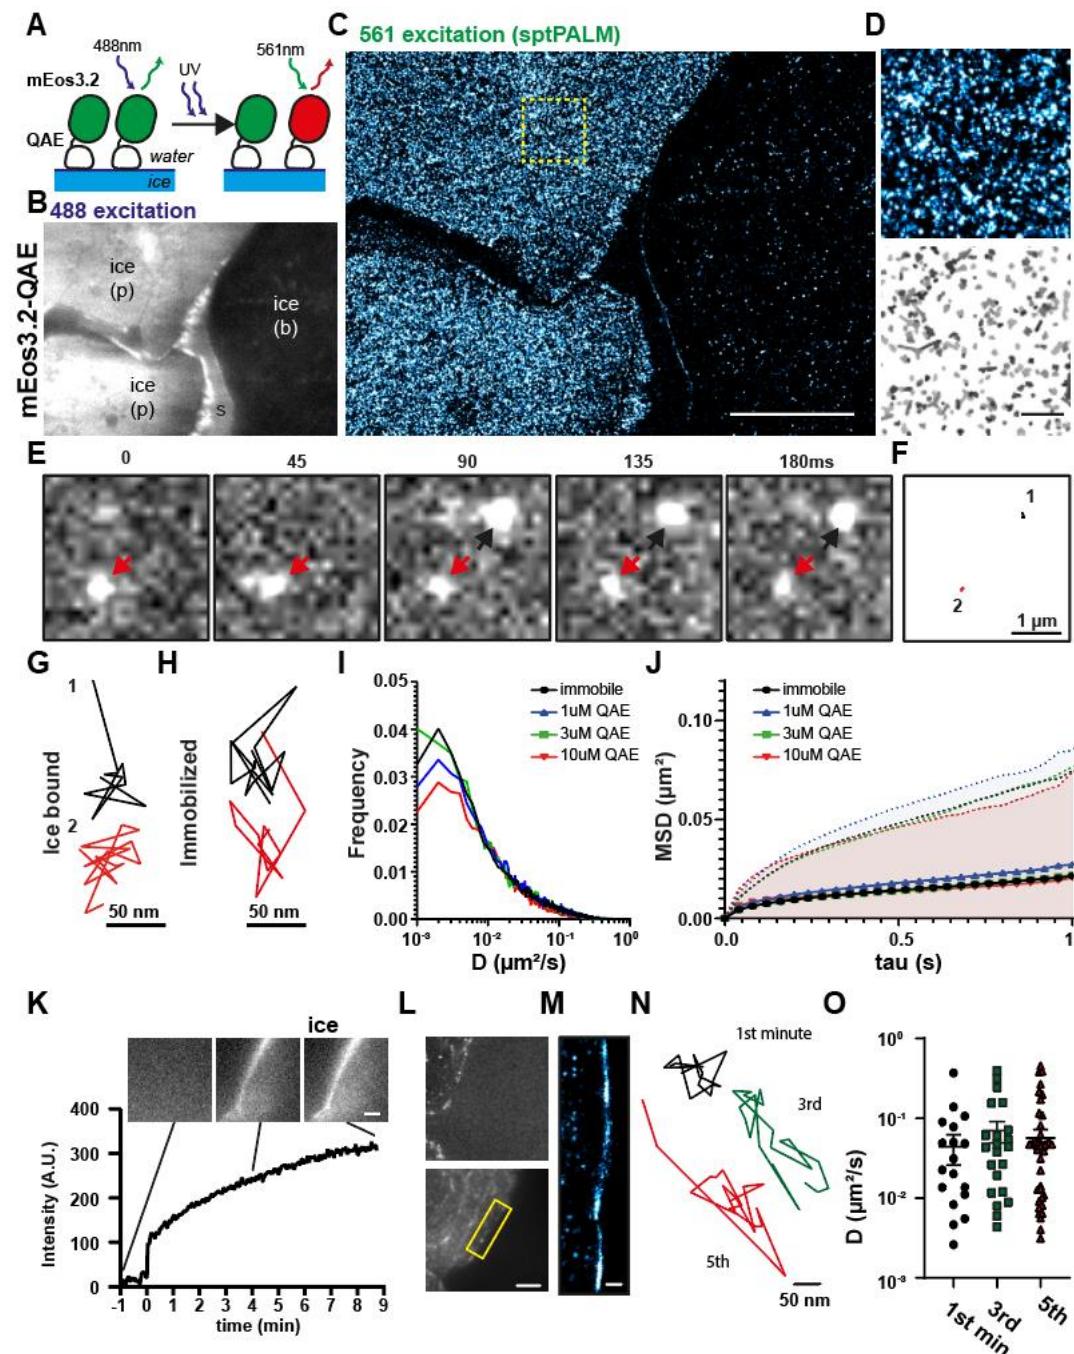 A
488nm
561nm
UV
mEos3.2
QAE
water
ice
B
488 excitation
mEos3.2-QAE
ice
(p)
ice
(b)
ice
(p)
s
C
561 excitation (sptPALM)
D
E
0
45
90
135
180ms
F
1
2
1 µm
G
1
Ice bound
2
50 nm
H
Immobilized
50 nm
I
0.05
0.04
0.03
0.02
0.01
0.00
Frequency
immobile
1uM QAE
3uM QAE
10uM QAE
10⁻³
10⁻²
10⁻¹
10⁰
D (µm²/s)
J
0.10
0.05
0.00
MSD (µm²)
immobile
1uM QAE
3uM QAE
10uM QAE
0.0
0.5
1
tau (s)
K
ice
400
300
200
100
0
Intensity (A.U.)
-1 0 1 2 3 4 5 6 7 8 9
time (min)
L
M
N
1st minute
3rd
5th
50 nm
O
10⁰
10⁻¹
10⁻²
10⁻³
D (µm²/s)
1st min
3rd
5th